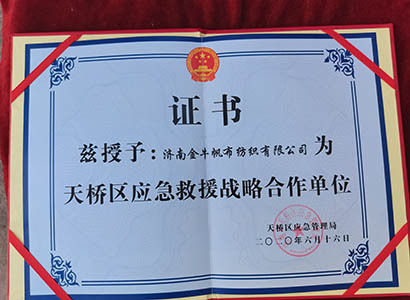 证书
兹授予：济南金牛帆布纺织有限公司为
天桥区应急救援战略合作单位
天桥区应急管理局
二〇二〇年六月十六日